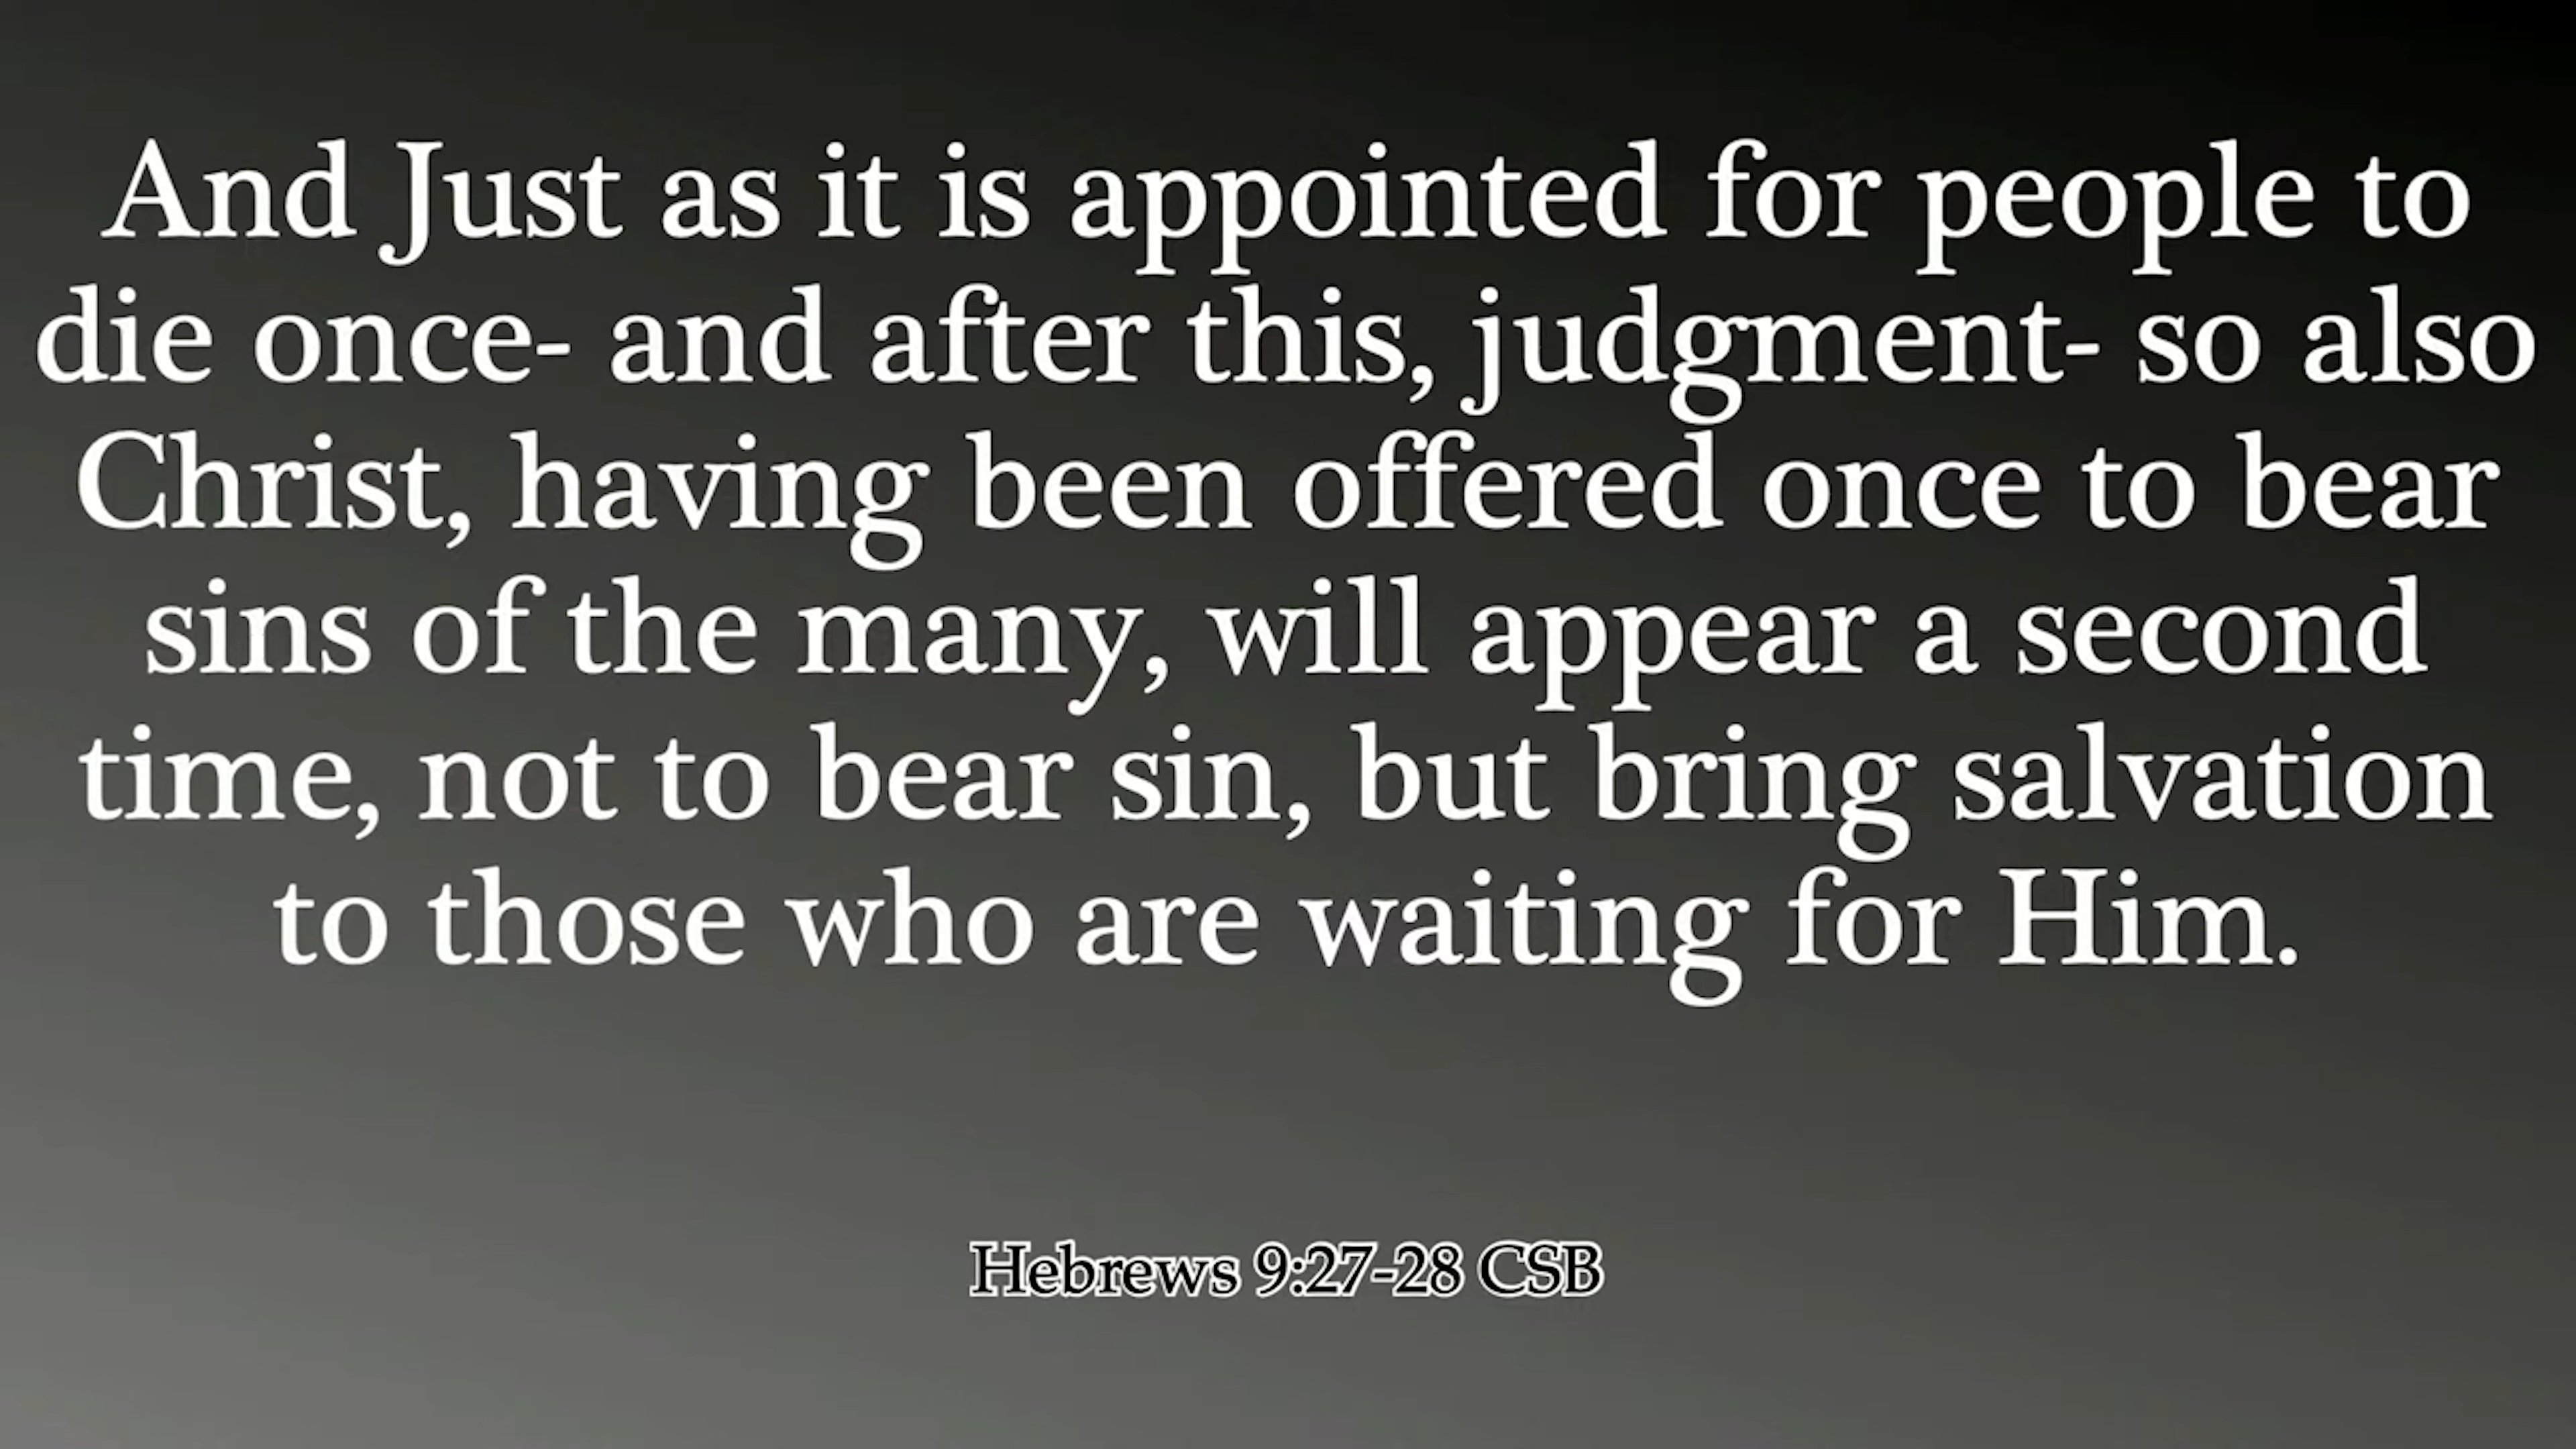 And Just as it is appointed for people to
die once- and after this, judgment- so also
Christ, having been offered once to bear
sins of the many, will appear a second
time, not to bear sin, but bring salvation
to those who are waiting for Him.
Hebrews 9:27-28 CSB